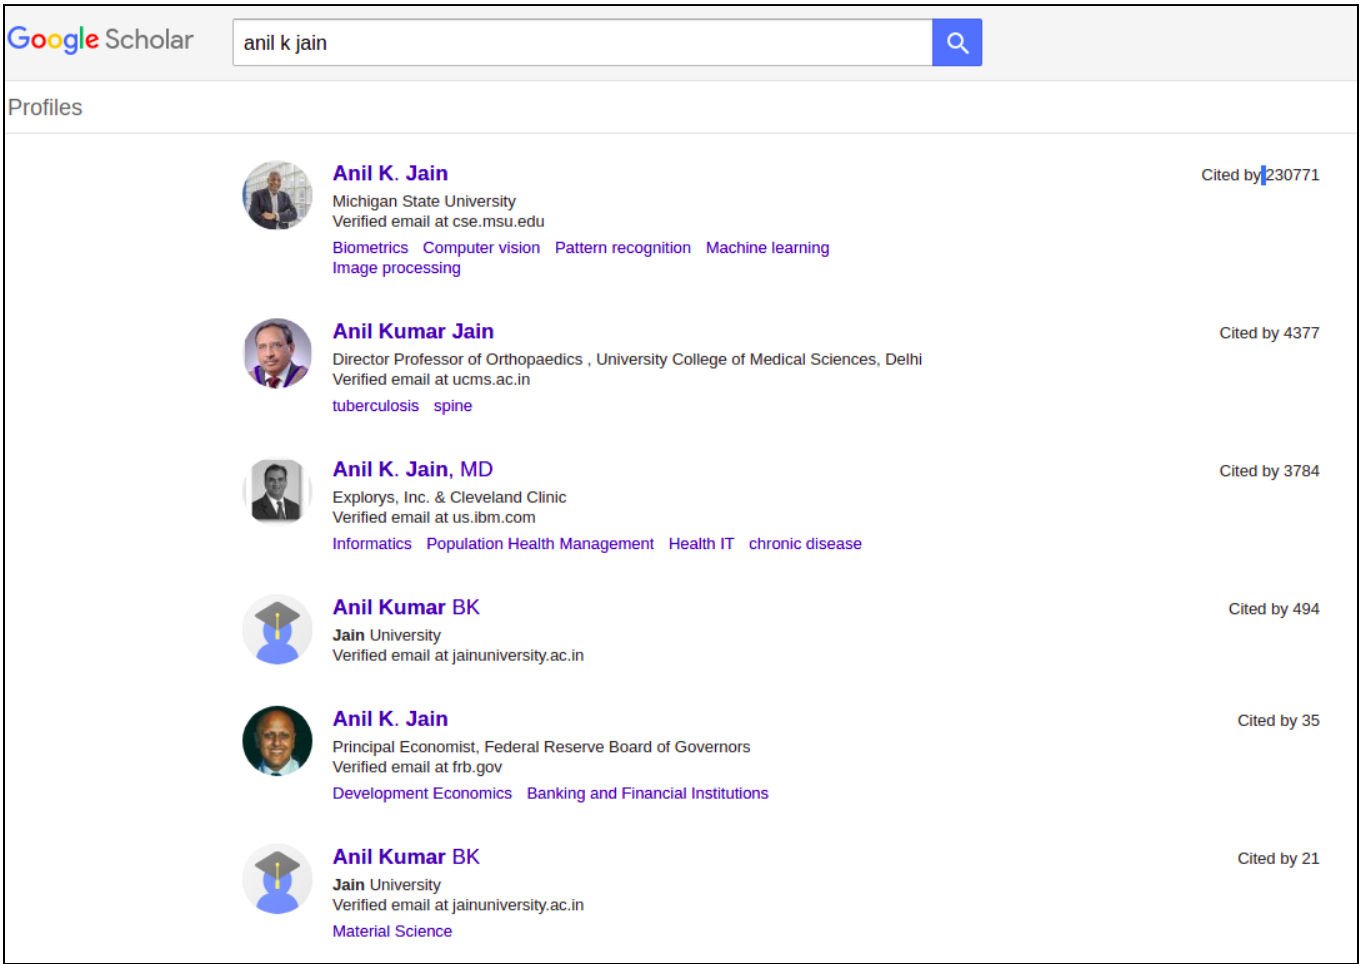 Google Scholar
anil k jain
Profiles
Anil K. Jain
Cited by 230771
Michigan State University
Verified email at cse.msu.edu
Biometrics Computer vision Pattern recognition Machine learning
Image processing
Anil Kumar Jain
Cited by 4377
Director Professor of Orthopaedics , University College of Medical Sciences, Delhi
Verified email at ucms.ac.in
tuberculosis spine
Anil K. Jain, MD
Cited by 3784
Explorys, Inc. & Cleveland Clinic
Verified email at us.ibm.com
Informatics Population Health Management Health IT chronic disease
Anil Kumar BK
Cited by 494
Jain University
Verified email at jainuniversity.ac.in
Anil K. Jain
Cited by 35
Principal Economist, Federal Reserve Board of Governors
Verified email at frb.gov
Development Economics Banking and Financial Institutions
Anil Kumar BK
Cited by 21
Jain University
Verified email at jainuniversity.ac.in
Material Science